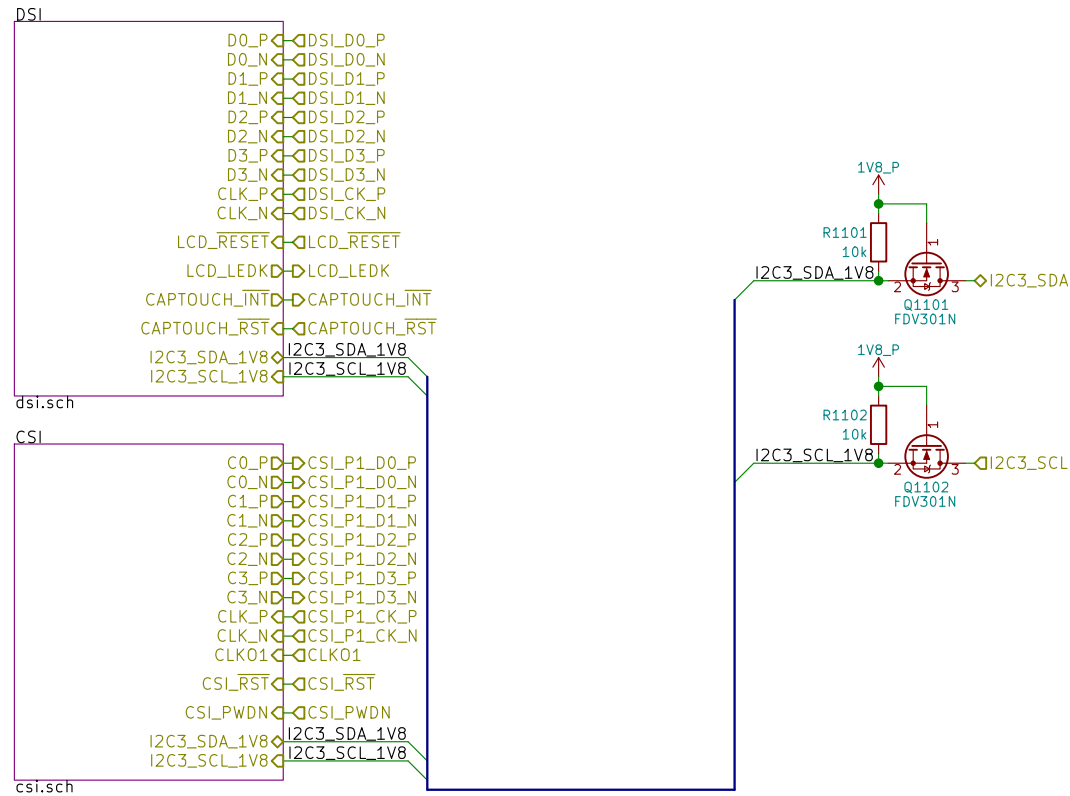 DSI
D0_P DSI_D0_P
D0_N DSI_D0_N
D1_P DSI_D1_P
D1_N DSI_D1_N
D2_P DSI_D2_P
D2_N DSI_D2_N
D3_P DSI_D3_P
D3_N DSI_D3_N
CLK_P DSI_CK_P
CLK_N DSI_CK_N
LCD_RESET LCD_RESET
LCD_LEDK LCD_LEDK
CAPTOUCH_INT CAPTOUCH_INT
CAPTOUCH_RST CAPTOUCH_RST
I2C3_SDA_1V8 I2C3_SDA_1V8
I2C3_SCL_1V8 I2C3_SCL_1V8
dsi.sch
CSI
C0_P CSI_P1_D0_P
C0_N CSI_P1_D0_N
C1_P CSI_P1_D1_P
C1_N CSI_P1_D1_N
C2_P CSI_P1_D2_P
C2_N CSI_P1_D2_N
C3_P CSI_P1_D3_P
C3_N CSI_P1_D3_N
CLK_P CSI_P1_CK_P
CLK_N CSI_P1_CK_N
CLKO1 CLKO1
CSI_RST CSI_RST
CSI_PWDN CSI_PWDN
I2C3_SDA_1V8 I2C3_SDA_1V8
I2C3_SCL_1V8 I2C3_SCL_1V8
csi.sch
1V8_P
R1101
10k
1
I2C3_SDA_1V8
2 3
I2C3_SDA
Q1101
FDV301N
1V8_P
R1102
10k
1
I2C3_SCL_1V8
2 3
I2C3_SCL
Q1102
FDV301N